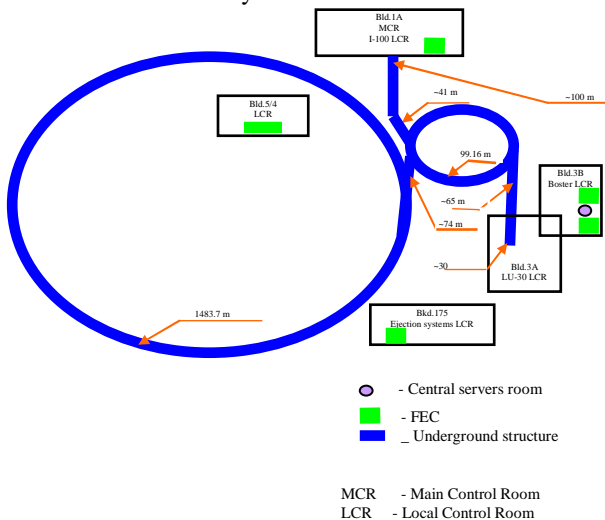 Bld.1A
MCR
I-100 LCR
~100 m
~41 m
Bld.5/4
LCR
99.16 m
Bld.3B
Boster LCR
~65 m
~74 m
~30
Bld.3A
LU-30 LCR
1483.7 m
Bkd.175
Ejection systems LCR
- Central servers room
- FEC
_ Underground structure
MCR - Main Control Room
LCR - Local Control Room